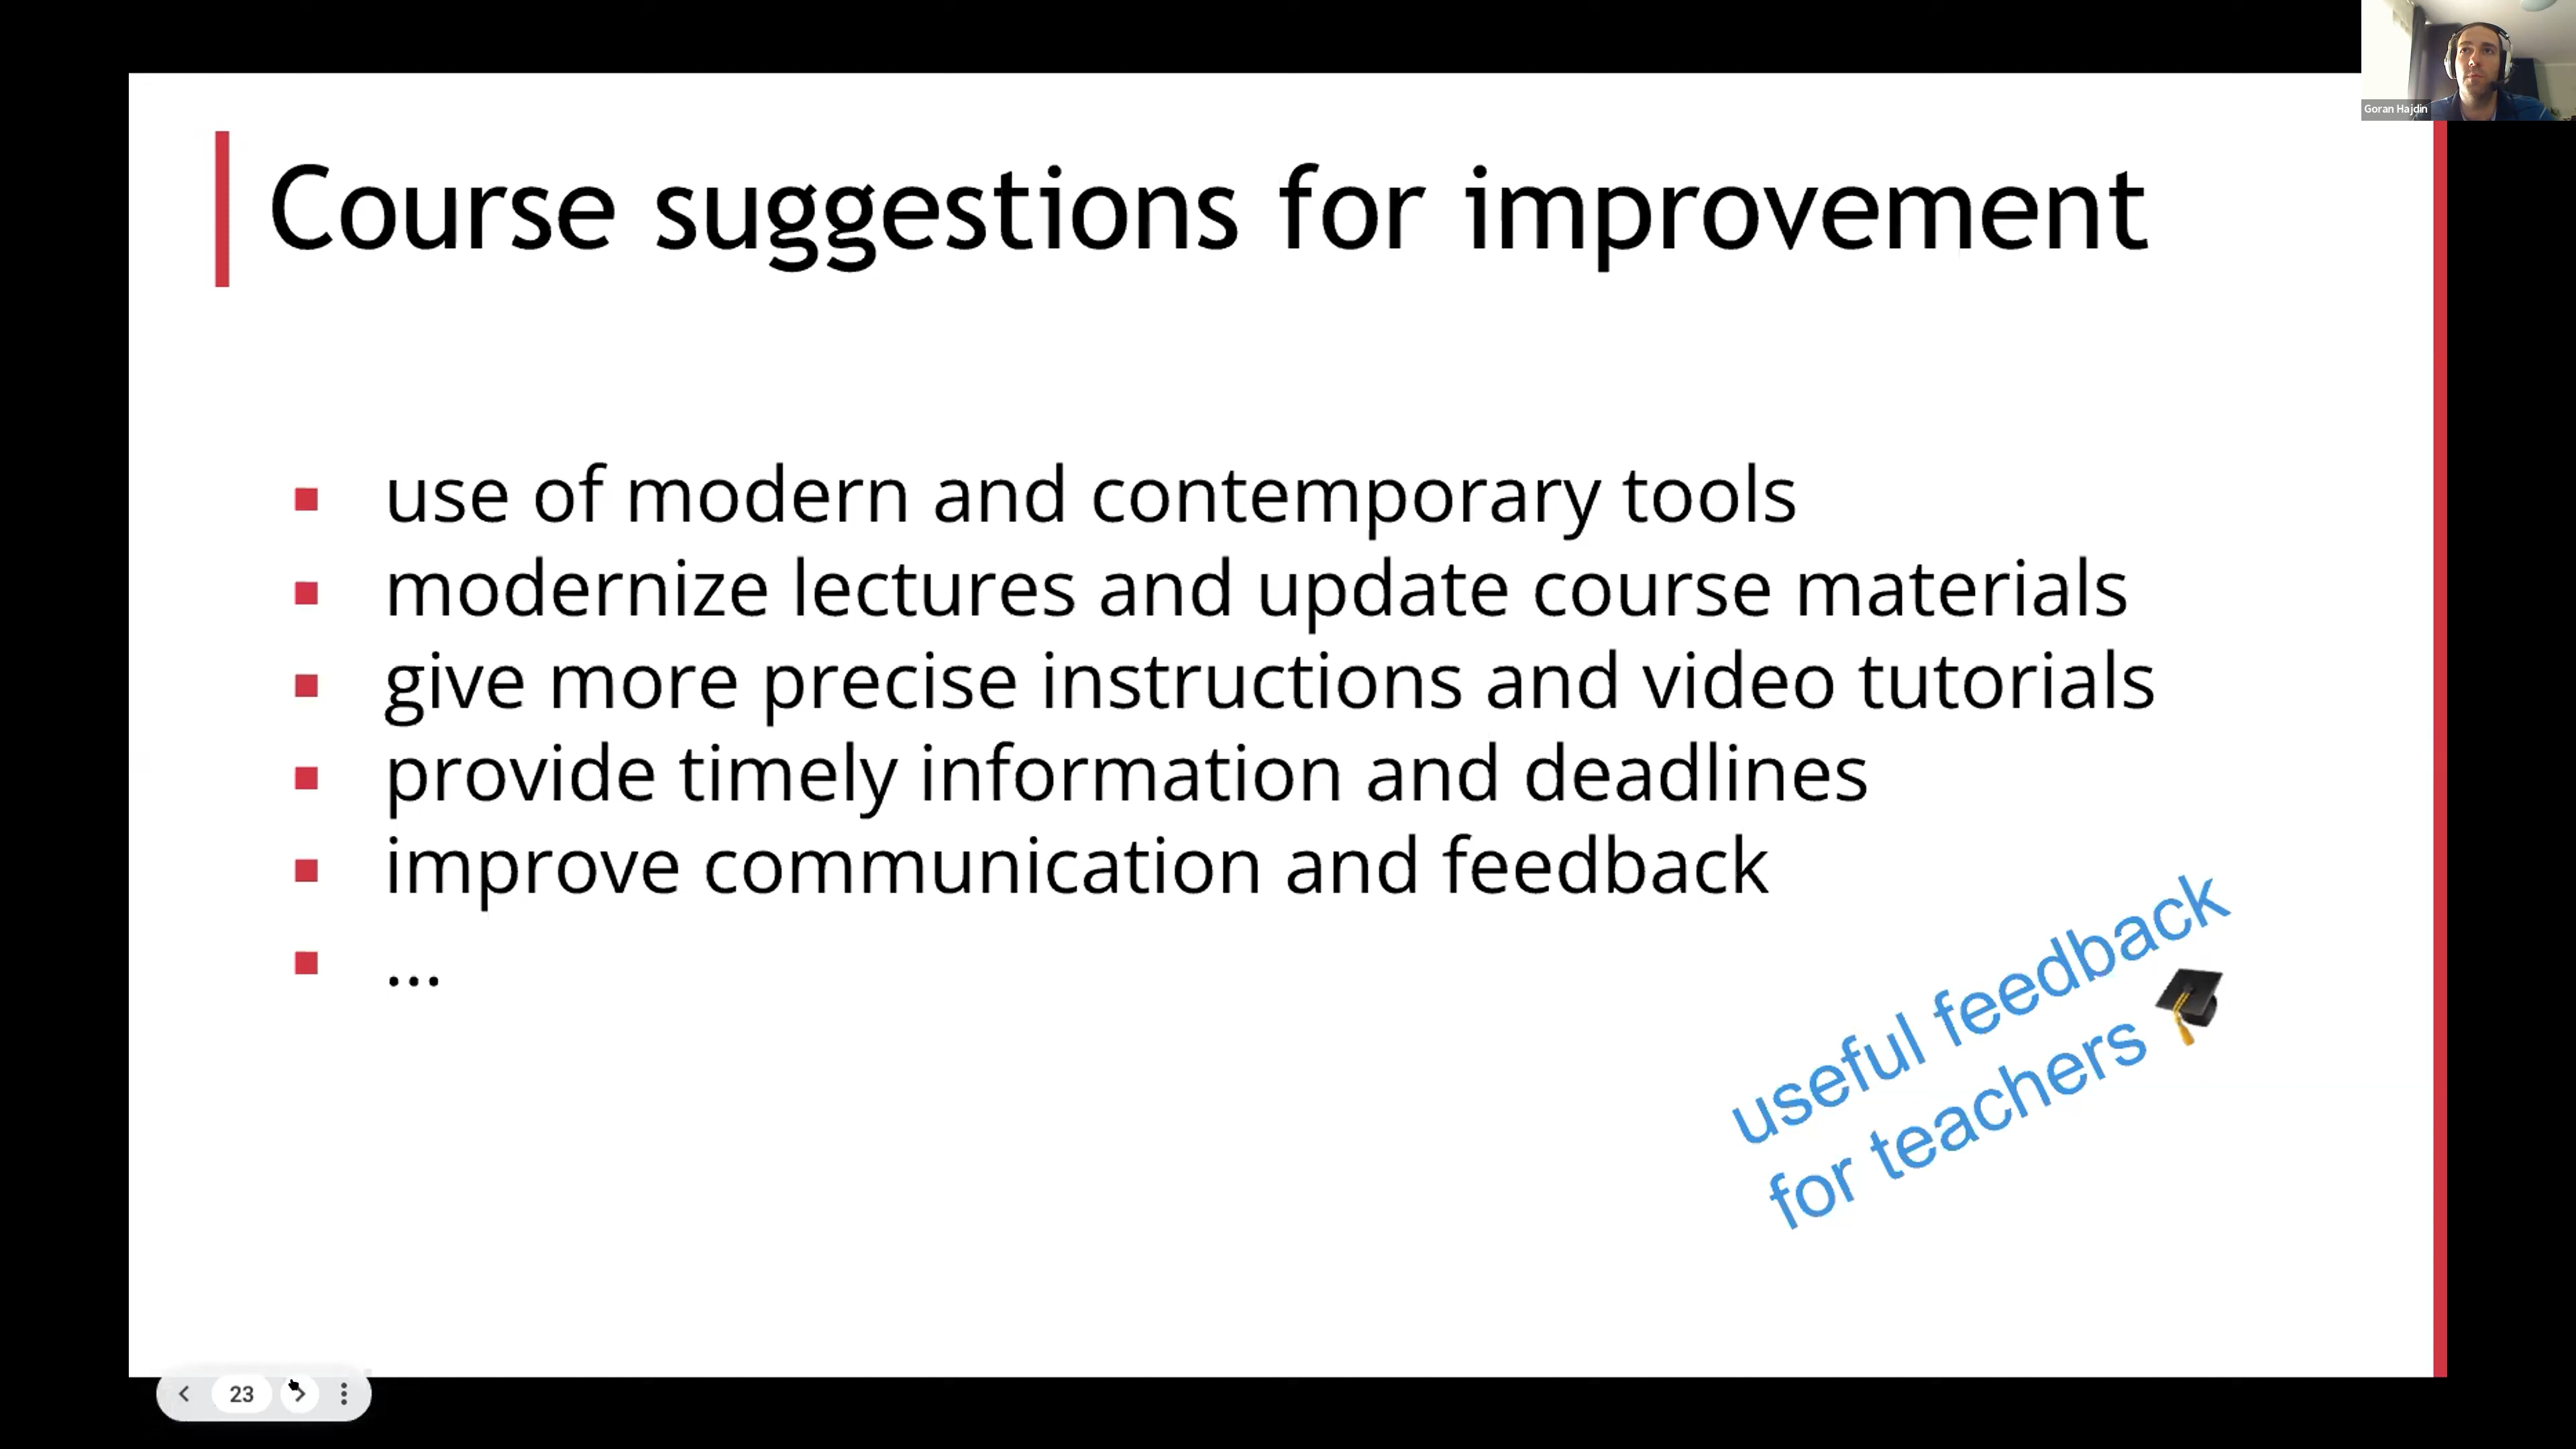 Goran Hajdin
Course suggestions for improvement
use of modern and contemporary tools
modernize lectures and update course materials
give more precise instructions and video tutorials
provide timely information and deadlines
improve communication and feedback
...
useful feedback
for teachers
23